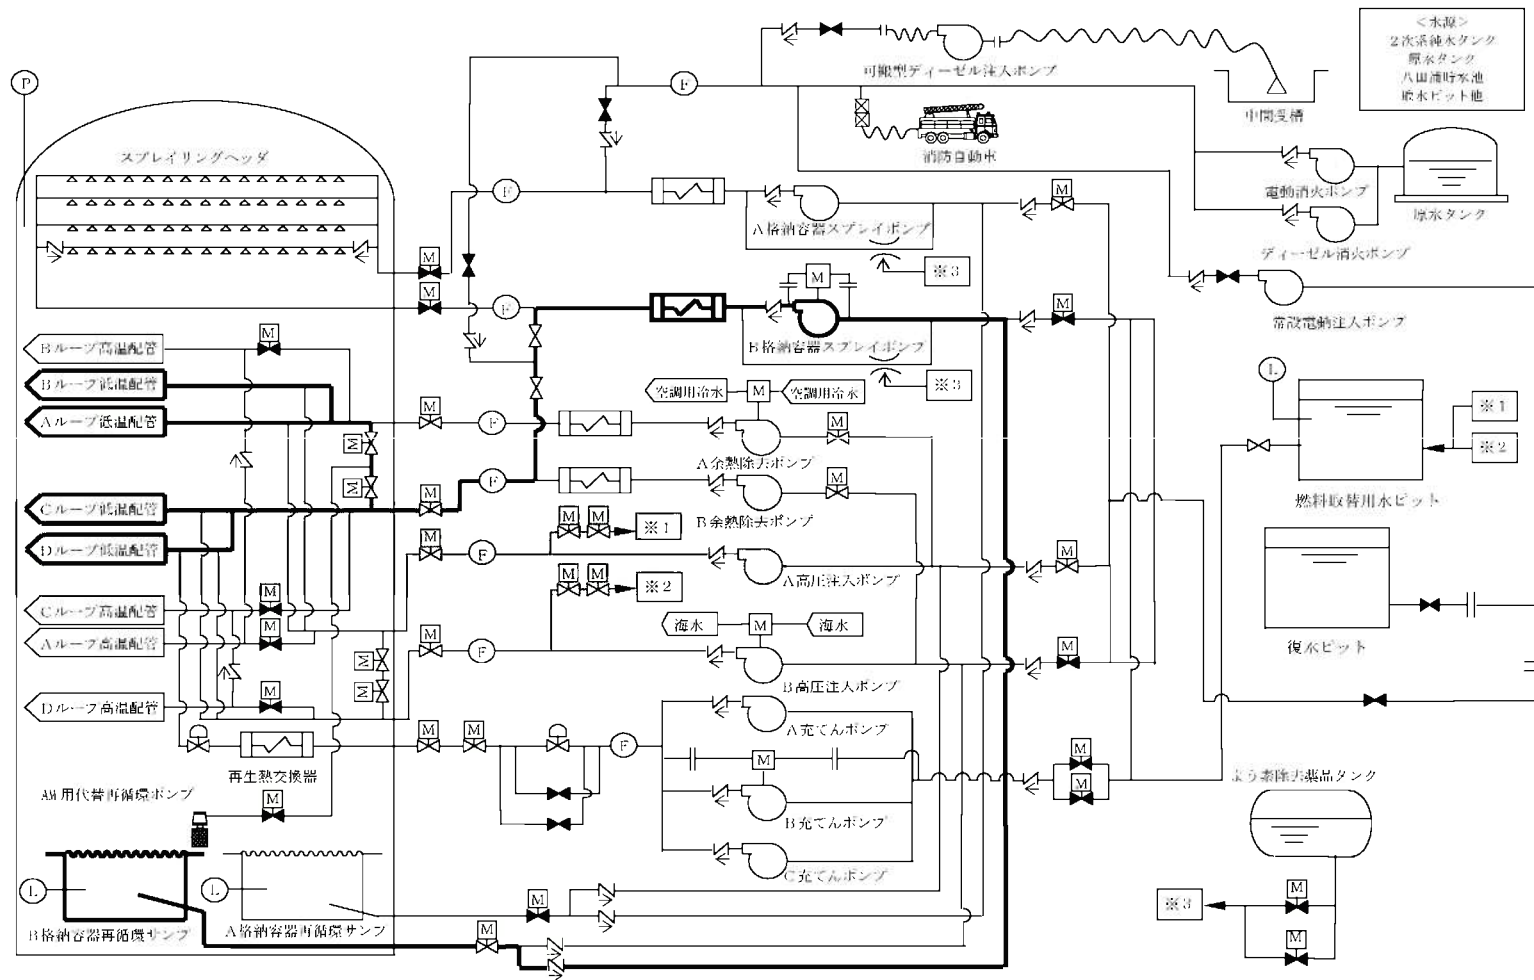 ＜水源＞
２次系純水タンク
原水タンク
八田浦貯水池
取水ピット他
P
F
可搬型ディーゼル注入ポンプ
中間受槽
消防自動車
スプレイリングヘッダ
電動消火ポンプ
原水タンク
ディーゼル消火ポンプ
F
M
A格納容器スプレイポンプ
※3
M
M
M
F
M
常設電動注入ポンプ
B格納容器スプレイポンプ
※3
Bループ高温配管
M
Bループ低温配管
空調用冷水
M
空調用冷水
L
※1
※2
Aループ低温配管
M
M
F
M
A余熱除去ポンプ
燃料取替用水ピット
M
Cループ低温配管
M
F
M
B余熱除去ポンプ
M
M
※1
Dループ低温配管
M
F
A高圧注入ポンプ
M
M
M
※2
Cループ高温配管
M
Aループ高温配管
M
M
F
海水
M
海水
M
復水ピット
M
B高圧注入ポンプ
M
Dループ高温配管
M
A充てんポンプ
M
M
F
M
再生熱交換器
M
M
よう素除去薬品タンク
AM用代替再循環ポンプ
M
B充てんポンプ
C充てんポンプ
L
L
M
M
※3
B格納容器再循環サンプ
A格納容器再循環サンプ
M
M